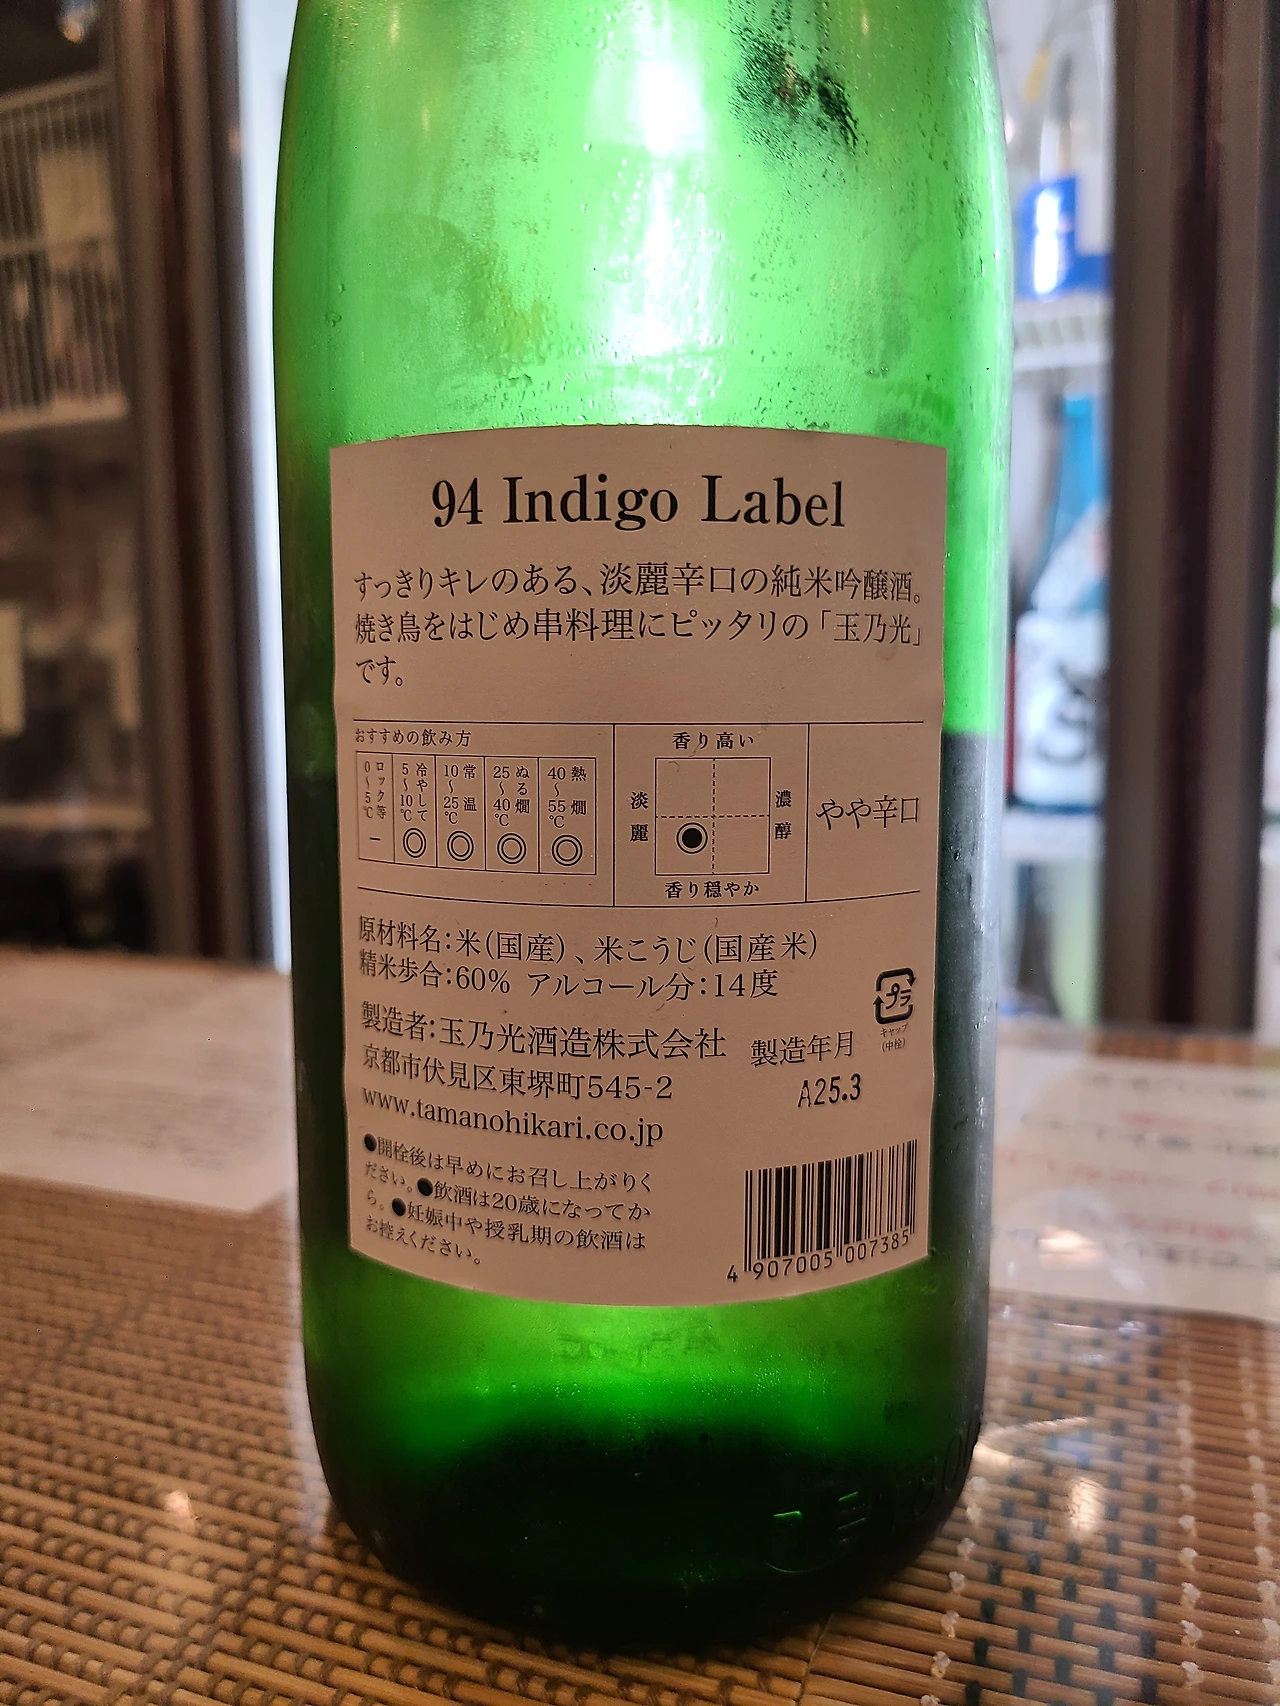 94 Indigo Label
すっきりキレのある、淡麗辛口の純米吟醸酒。
焼き鳥をはじめ串料理にピッタリの「玉乃光」
です。
おすすめの飲み方
ロック等 0〜5℃ −
冷やして 5〜10℃ ◎
常温 10〜25℃ ◎
ぬる燗 25〜40℃ ◎
熱燗 40〜55℃ ◎
香り高い
淡麗
濃醇
香り穏やか
やや辛口
原材料名:米(国産)、米こうじ(国産米)
精米歩合:60% アルコール分:14度
プラ
キャップ
(中栓)
製造者:玉乃光酒造株式会社
京都市伏見区東堺町545-2
www.tamanohikari.co.jp
製造年月
A25.3
●開栓後は早めにお召し上がりく
ださい。●飲酒は20歳になってか
ら。●妊娠中や授乳期の飲酒は
お控えください。
4 907005 007385